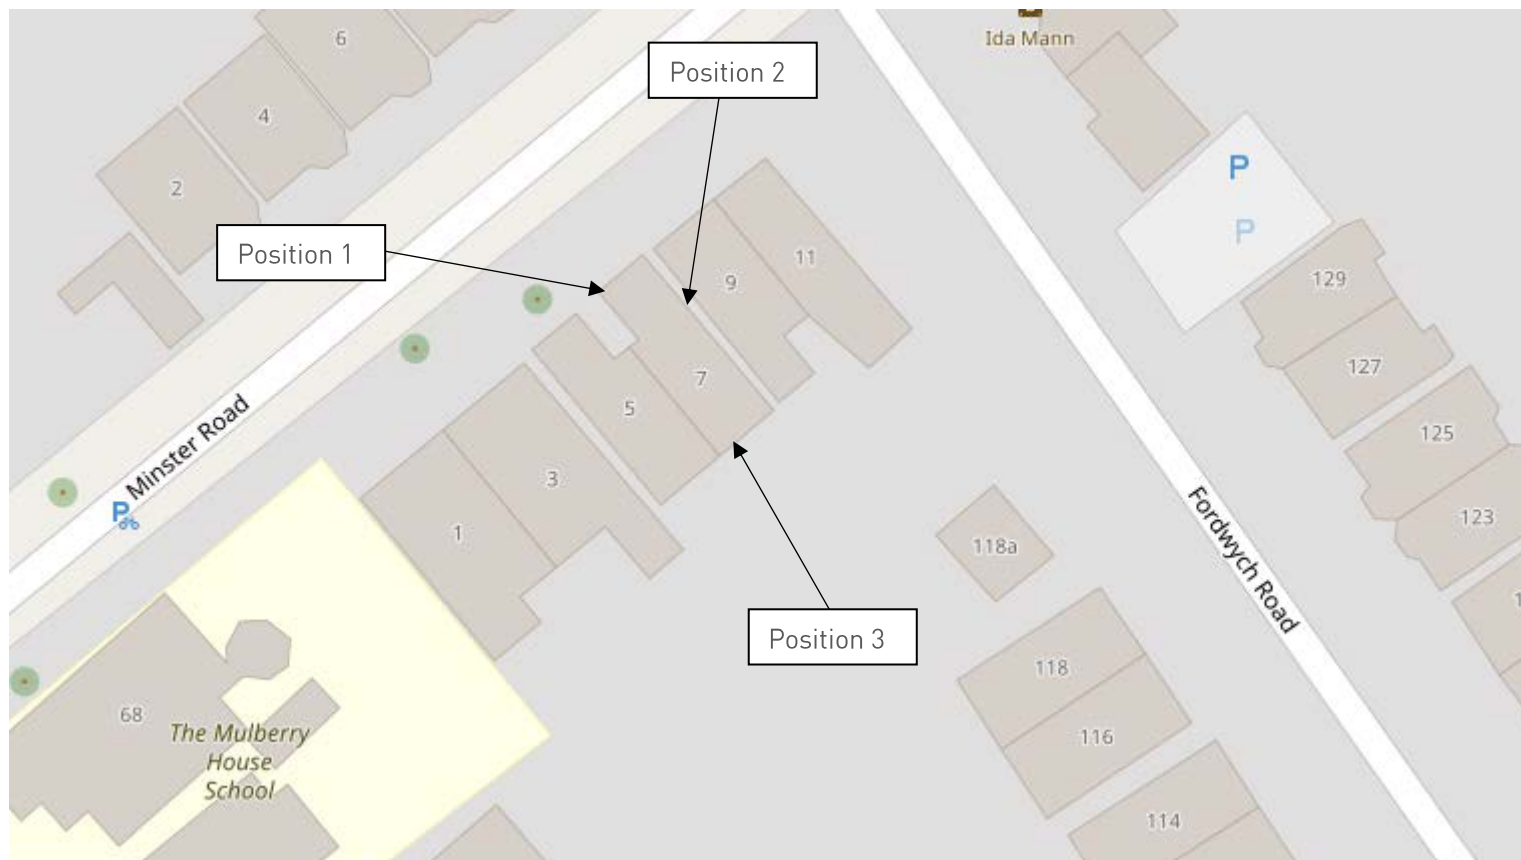 6
Ida Mann
Position 2
4
P
2
P
Position 1
11
129
9
127
7
5
125
Minster Road
3
P
123
1
118a
Fordwych Road
Position 3
118
68
The Mulberry
House
School
116
114